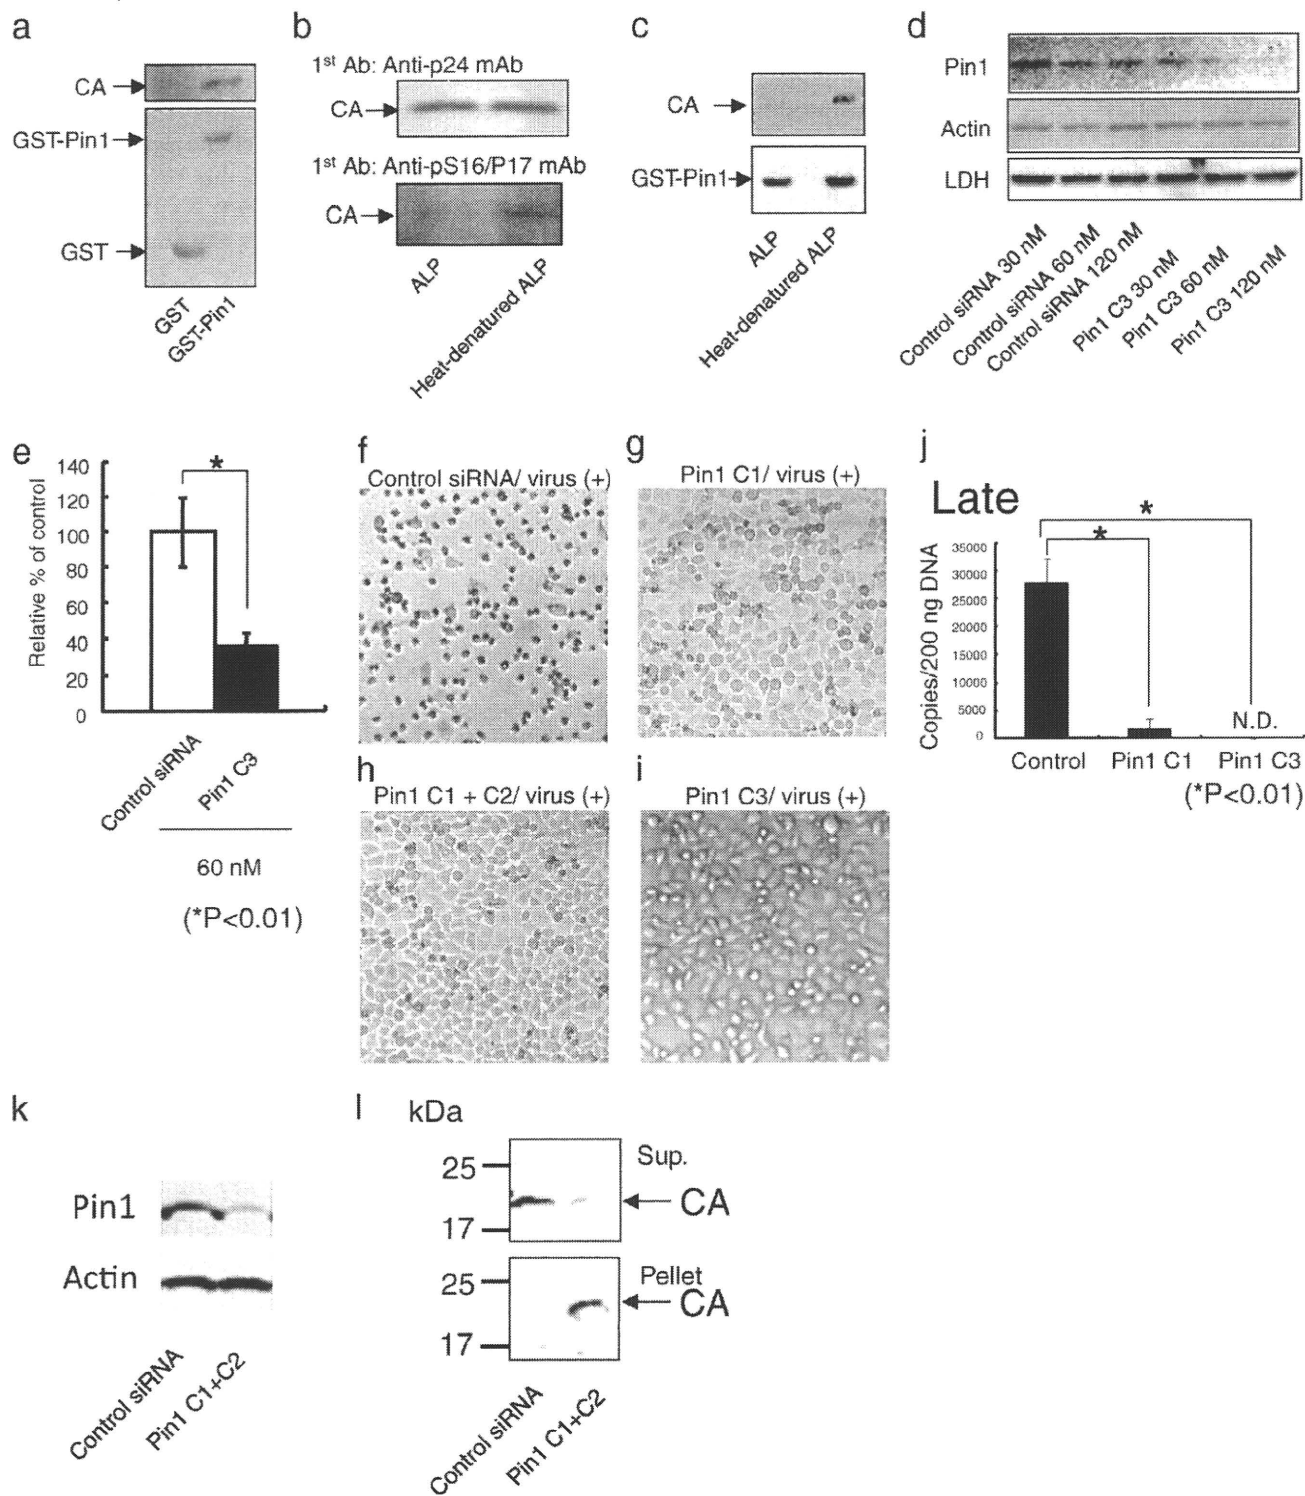 a
CA
GST-Pin1
GST
GST
GST-Pin1
b
1st Ab: Anti-p24 mAb
CA
1st Ab: Anti-pS16/P17 mAb
CA
ALP
Heat-denatured ALP
c
CA
GST-Pin1
ALP
Heat-denatured ALP
d
Pin1
Actin
LDH
Control siRNA 30 nM
Control siRNA 60 nM
Control siRNA 120 nM
Pin1 C3 30 nM
Pin1 C3 60 nM
Pin1 C3 120 nM
e
Relative % of control
140
120
100
80
60
40
20
0
*
Control siRNA
Pin1 C3
60 nM
(*P<0.01)
f
Control siRNA/ virus (+)
g
Pin1 C1/ virus (+)
h
Pin1 C1 + C2/ virus (+)
i
Pin1 C3/ virus (+)
j
Late
Copies/200 ng DNA
35000
30000
25000
20000
15000
10000
5000
0
*
*
N.D.
Control Pin1 C1 Pin1 C3
(*P<0.01)
k
Pin1
Actin
Control siRNA
Pin1 C1+C2
l
kDa
25
17
Sup.
CA
25
17
Pellet
CA
Control siRNA
Pin1 C1+C2